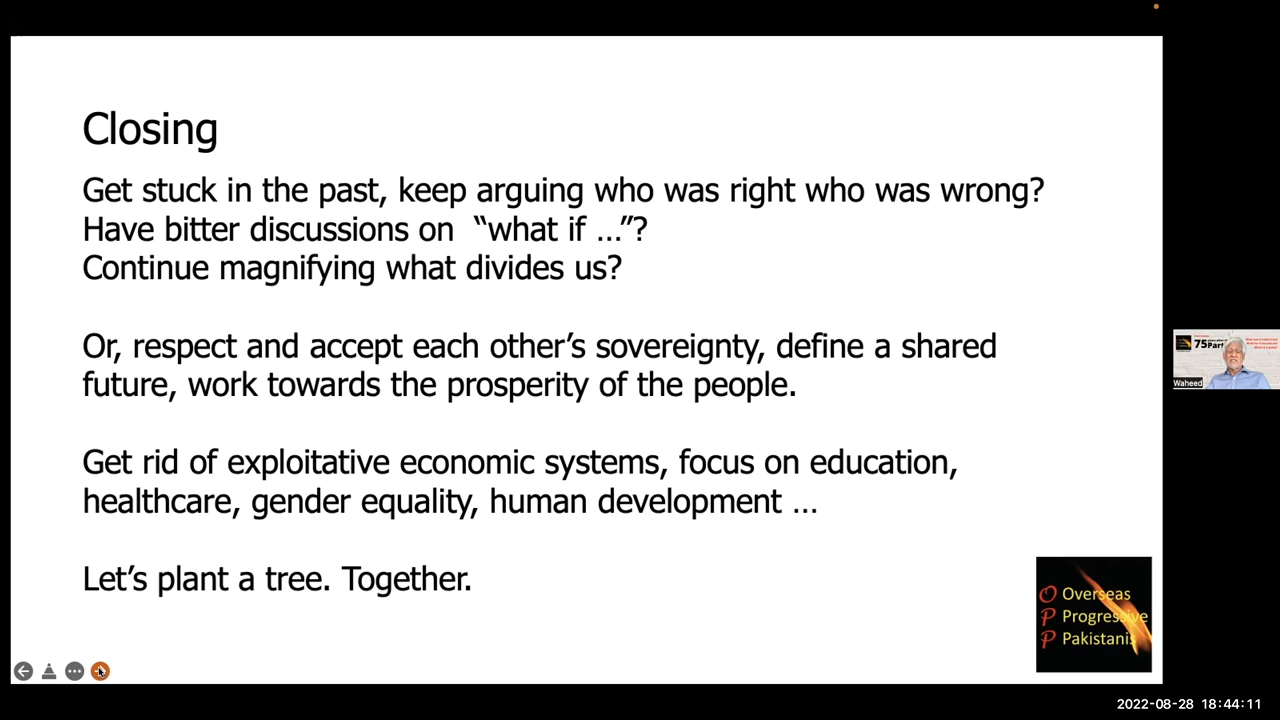 Closing
Get stuck in the past, keep arguing who was right who was wrong?
Have bitter discussions on “what if ...”?
Continue magnifying what divides us?
Or, respect and accept each other’s sovereignty, define a shared
future, work towards the prosperity of the people.
Get rid of exploitative economic systems, focus on education,
healthcare, gender equality, human development ...
Let’s plant a tree. Together.
O Overseas
P Progressive
P Pakistanis
75
Part
Waheed
2022-08-28 18:44:11